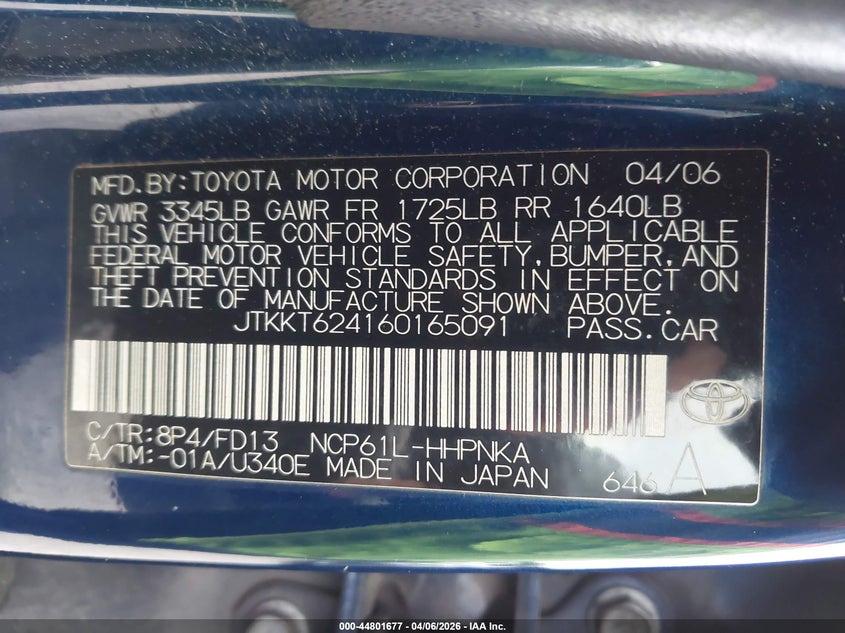 MFD.BY:TOYOTA MOTOR CORPORATION 04/06
GVWR 3345LB GAWR FR 1725LB RR 1640LB
THIS VEHICLE CONFORMS TO ALL APPLICABLE
FEDERAL MOTOR VEHICLE SAFETY,BUMPER,AND
THEFT PREVENTION STANDARDS IN EFFECT ON
THE DATE OF MANUFACTURE SHOWN ABOVE.
JTKKT624160165091 PASS.CAR
C/TR:8P4/FD13 NCP61L-HHPNKA
A/TM:-01A/U340E MADE IN JAPAN
646 A
000-44801677 - 04/06/2026 - IAA Inc.